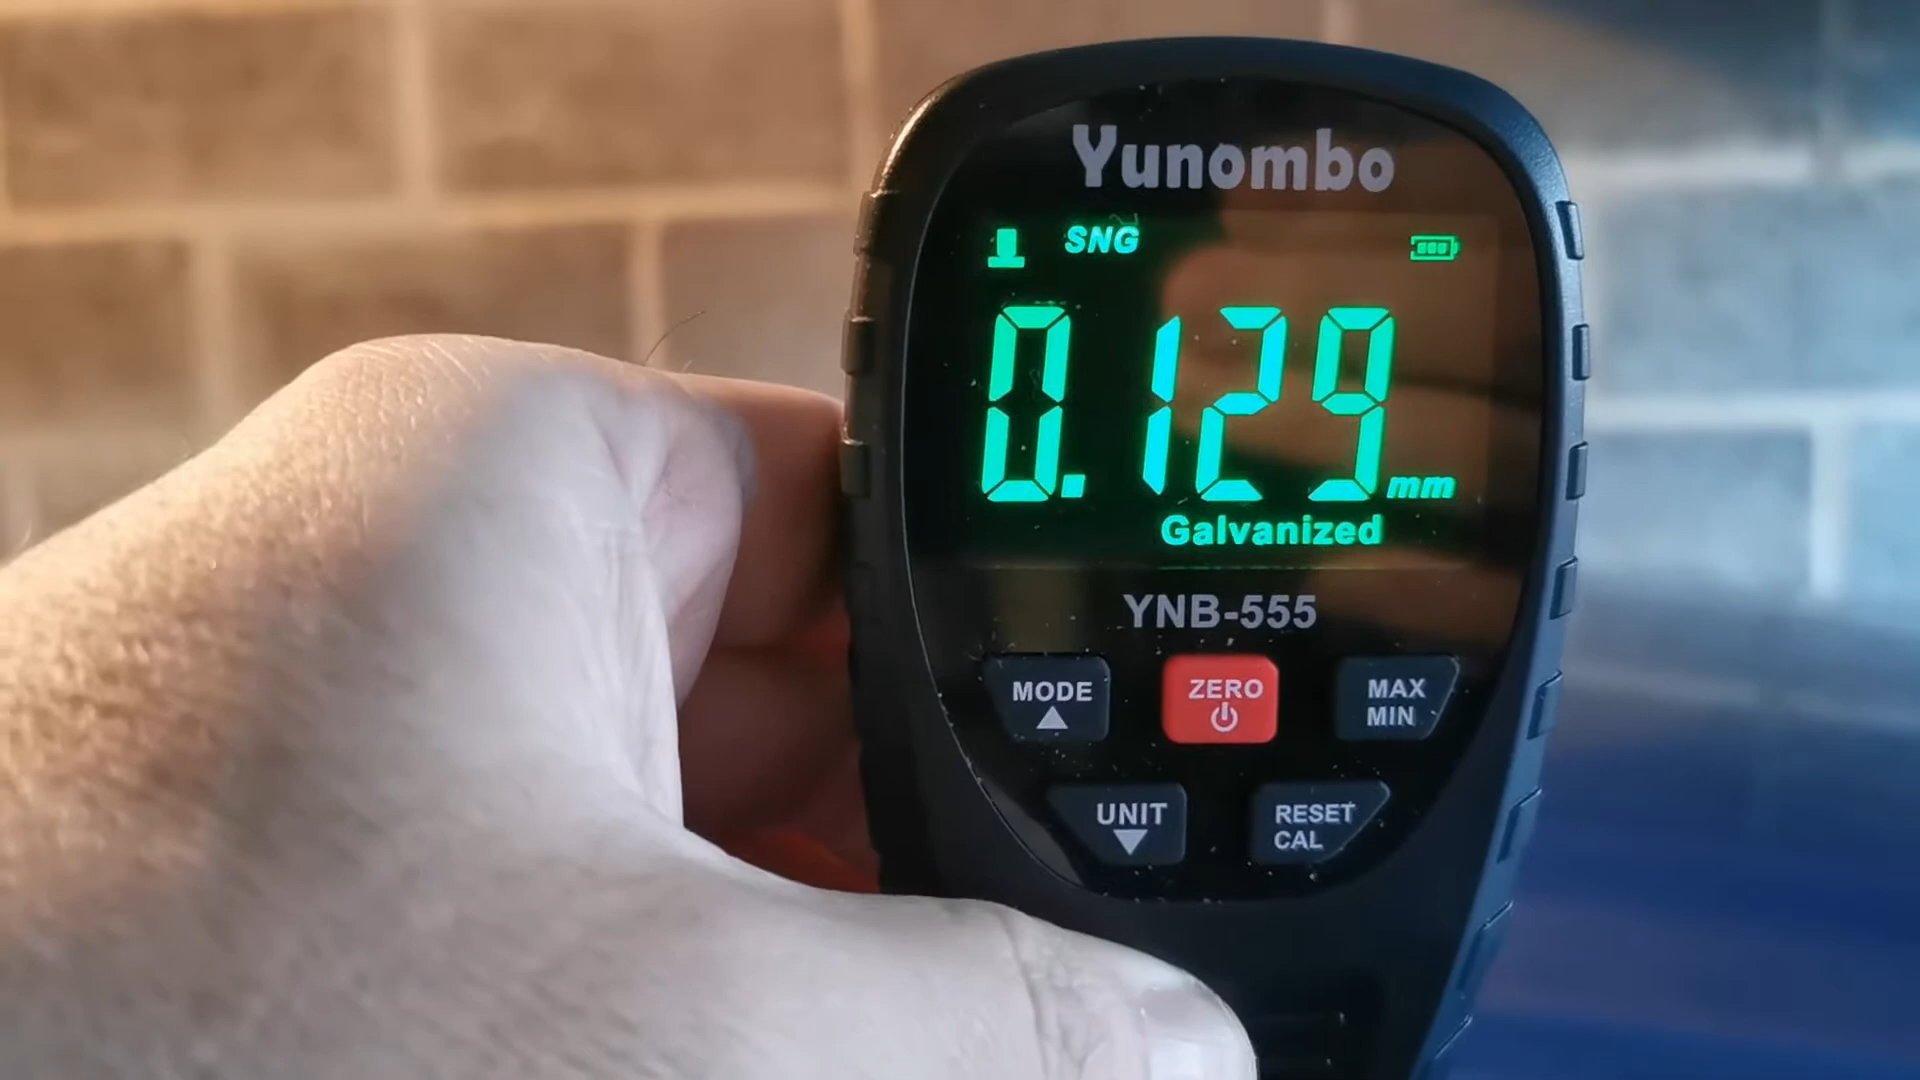 Yunombo
SNG
0.129 mm
Galvanized
YNB-555
MODE
ZERO
MAX
MIN
UNIT
RESET
CAL